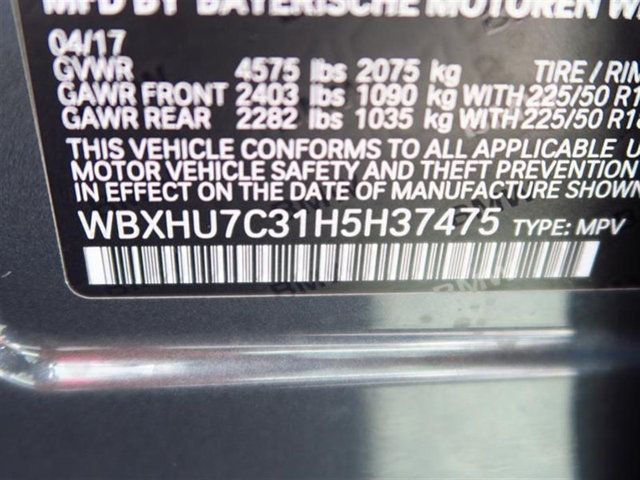 MFD BY BAYERISCHE MOTOREN W
04/17
GVWR 4575 lbs 2075 kg TIRE / RIM
GAWR FRONT 2403 lbs 1090 kg WITH 225/50 R1
GAWR REAR 2282 lbs 1035 kg WITH 225/50 R18
THIS VEHICLE CONFORMS TO ALL APPLICABLE U
MOTOR VEHICLE SAFETY AND THEFT PREVENTION
IN EFFECT ON THE DATE OF MANUFACTURE SHOWN
WBXHU7C31H5H37475 TYPE: MPV
BMW